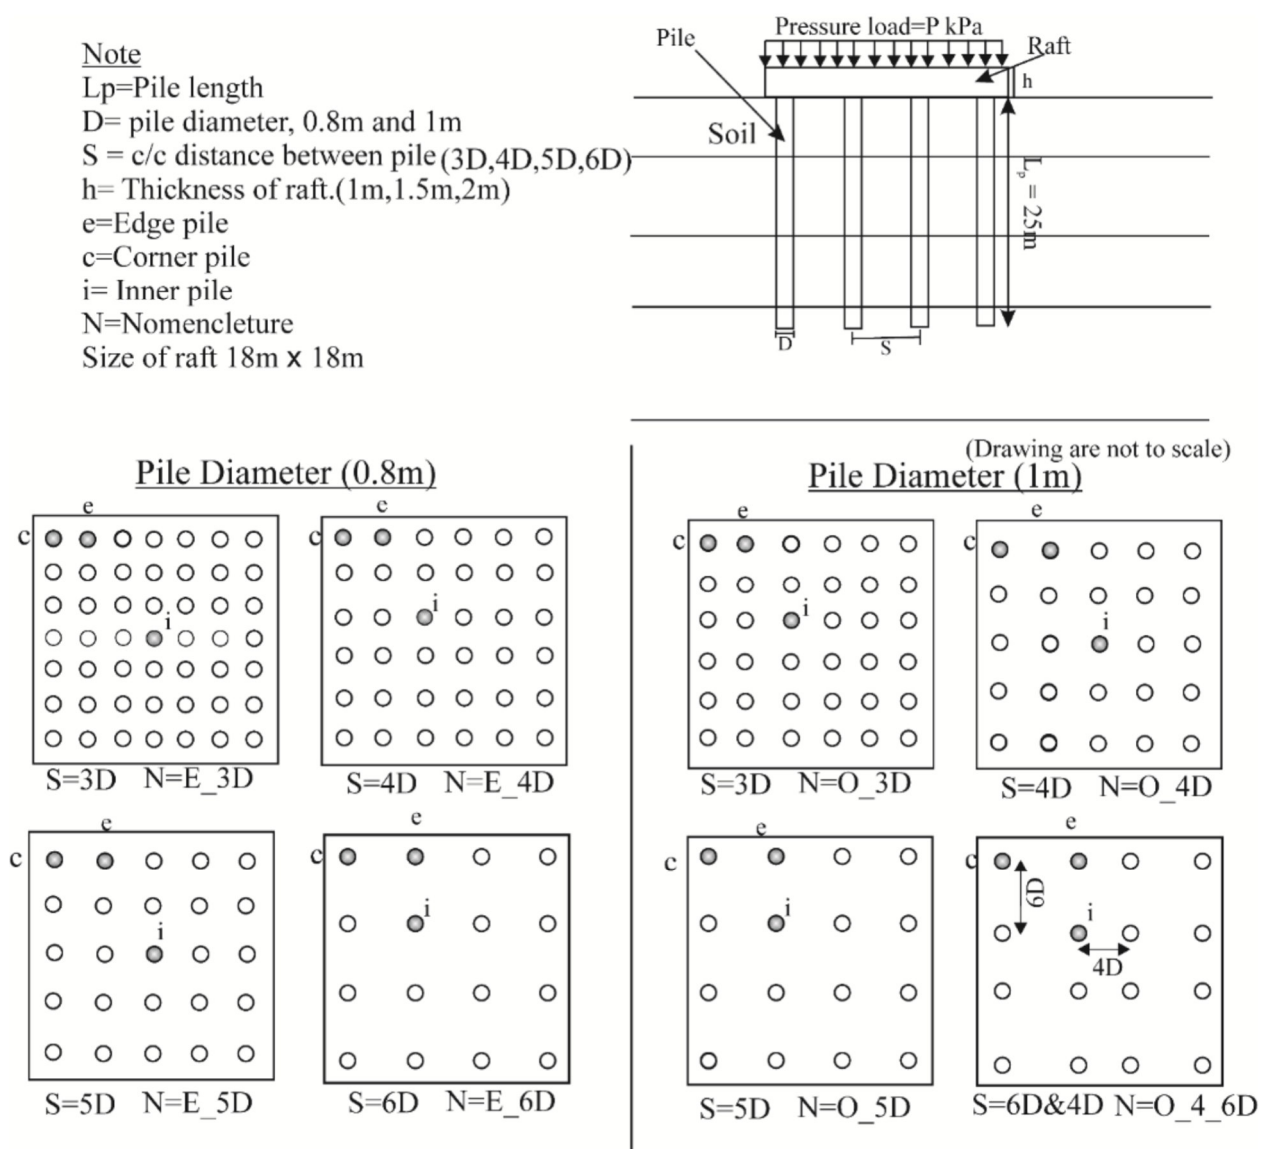 Note
Lp=Pile length
D= pile diameter, 0.8m and 1m
S = c/c distance between pile(3D,4D,5D,6D)
h= Thickness of raft.(1m,1.5m,2m)
e=Edge pile
c=Corner pile
i= Inner pile
N=Nomencleture
Size of raft 18m x 18m
Pressure load=P kPa
Pile
Raft
h
Soil
Lp = 25m
D
S
(Drawing are not to scale)
Pile Diameter (0.8m)
e
e
c
c
i
i
S=3D N=E_3D
S=4D N=E_4D
e
e
c
c
i
i
S=5D N=E_5D
S=6D N=E_6D
Pile Diameter (1m)
e
e
c
c
i
i
S=3D N=O_3D
S=4D N=O_4D
e
e
c
c
6D
i
i
4D
S=5D N=O_5D
S=6D&4D N=O_4_6D